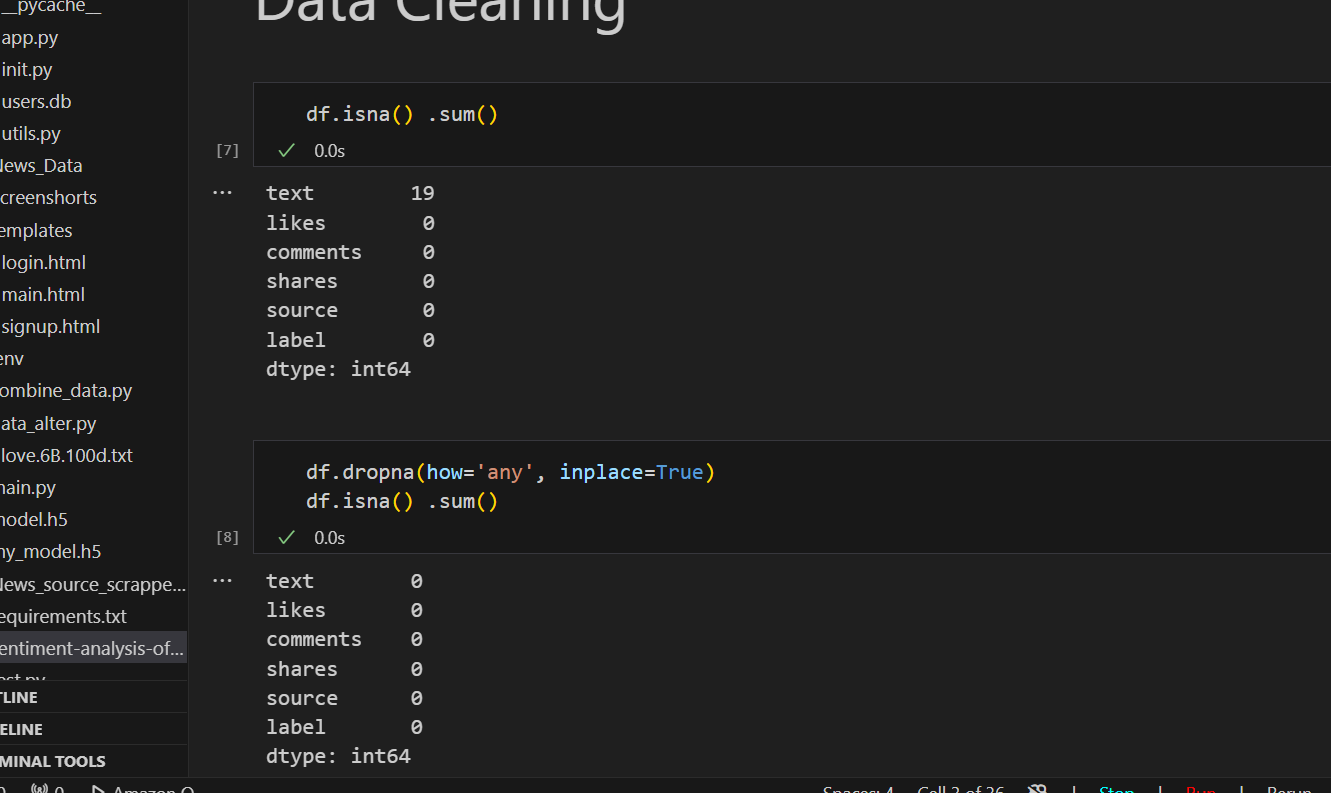 __pycache__
app.py
init.py
users.db
utils.py
News_Data
creenshorts
emplates
login.html
main.html
signup.html
env
ombine_data.py
ata_alter.py
love.6B.100d.txt
main.py
model.h5
my_model.h5
News_source_scrappe...
equirements.txt
entiment-analysis-of...
est.py
TLINE
ELINE
MINAL TOOLS
Data Cleaning
df.isna() .sum()
[7]
0.0s
...
text 19
likes 0
comments 0
shares 0
source 0
label 0
dtype: int64
df.dropna(how='any', inplace=True)
df.isna() .sum()
[8]
0.0s
...
text 0
likes 0
comments 0
shares 0
source 0
label 0
dtype: int64
0 0 Amazon Q Spaces: 4 Cell 3 of 26 | Stop | Run | Rerun